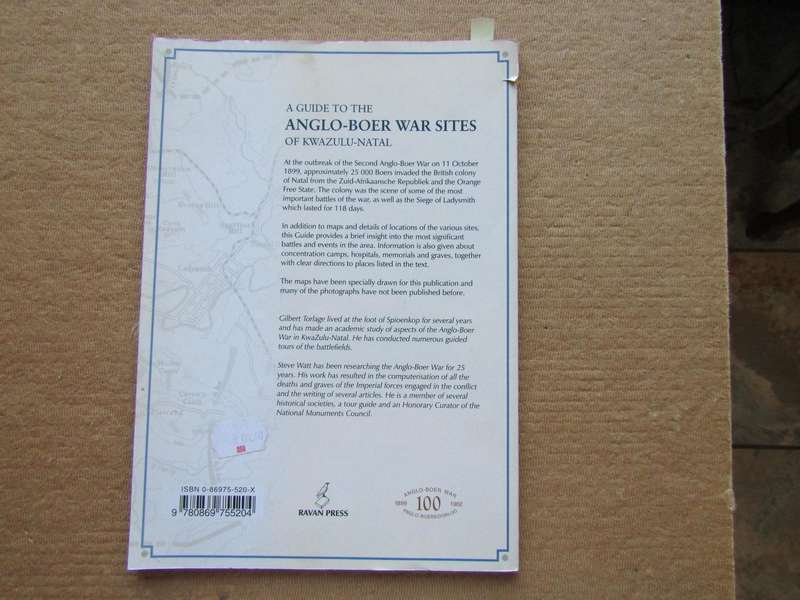 A GUIDE TO THE
ANGLO-BOER WAR SITES
OF KWAZULU-NATAL
At the outbreak of the Second Anglo-Boer War on 11 October
1899, approximately 25 000 Boers invaded the British colony
of Natal from the Zuid-Afrikaansche Republiek and the Orange
Free State. The colony was the scene of some of the most
important battles of the war, as well as the Siege of Ladysmith
which lasted for 118 days.
In addition to maps and details of locations of the various sites,
this Guide provides a brief insight into the most significant
battles and events in the area. Information is also given about
concentration camps, hospitals, memorials and graves, together
with clear directions to places listed in the text.
The maps have been specially drawn for this publication and
many of the photographs have not been published before.
Gilbert Torlage lived at the foot of Spioenkop for several years
and has made an academic study of aspects of the Anglo-Boer
War in KwaZulu-Natal. He has conducted numerous guided
tours of the battlefields.
Steve Watt has been researching the Anglo-Boer War for 25
years. His work has resulted in the computerisation of all the
deaths and graves of the Imperial forces engaged in the conflict
and the writing of several articles. He is a member of several
historical societies, a tour guide and an Honorary Curator of the
National Monuments Council.
Ladysmith
ISBN 0-86975-520-X
9 780869 755204
RAVAN PRESS
ANGLO-BOER WAR
1899 100 1902
ANGLO-BOEREOORLOG